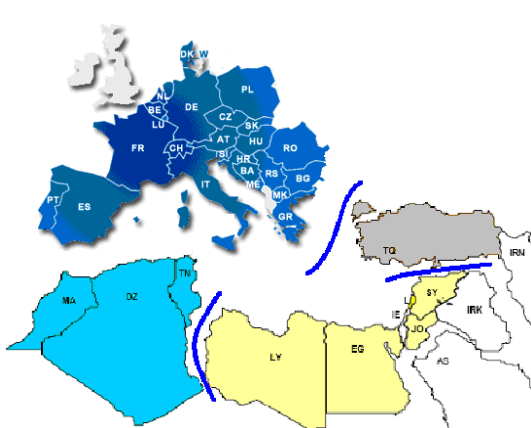 DK_W
NL
PL
BE
DE
LU
CZ
SK
FR
CH
AT
HU
RO
SI
HR
BA
RS
IT
ME
BG
MK
PT
ES
GR
TQ
IRN
TN
MA
DZ
SY
L
IE
IRK
JO
LY
EG
AS